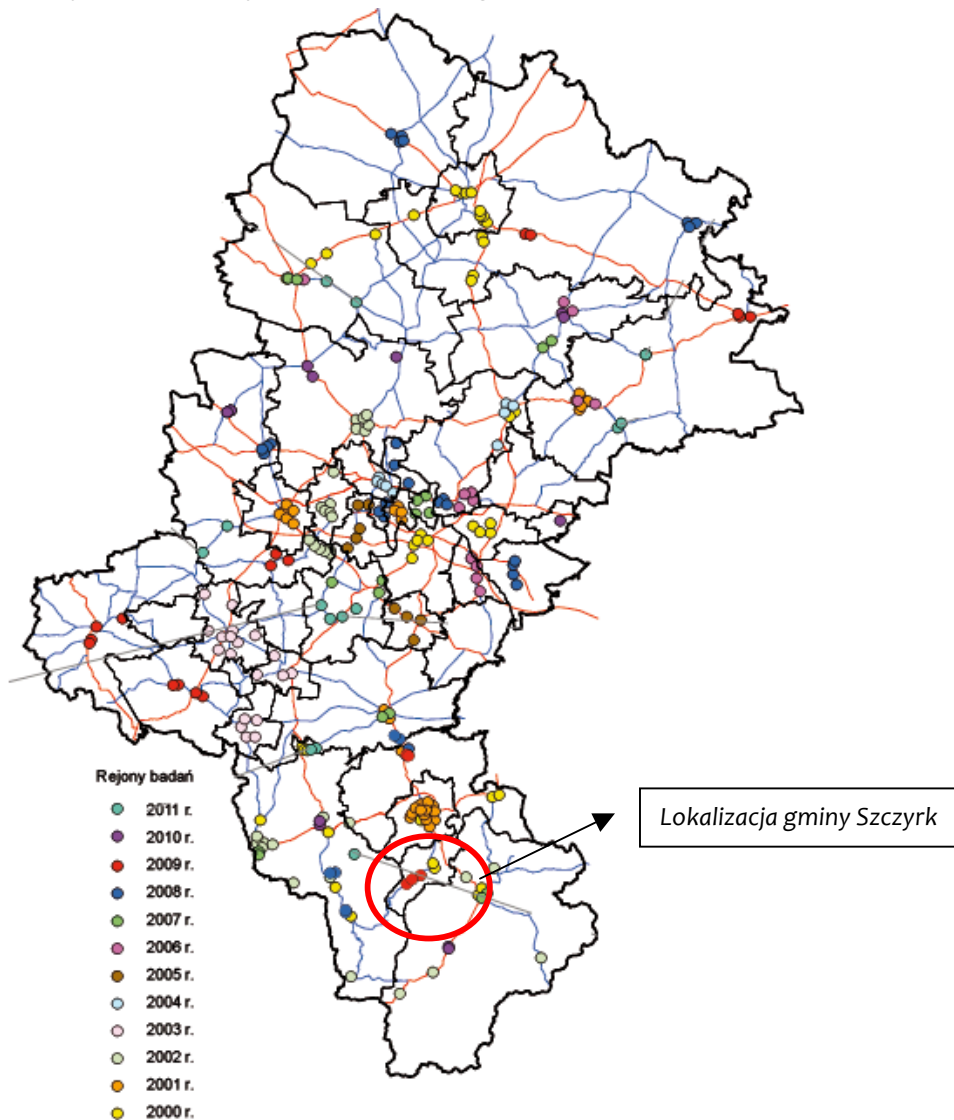 Rejony badań
2011 r.
2010 r.
2009 r.
2008 r.
2007 r.
2006 r.
2005 r.
2004 r.
2003 r.
2002 r.
2001 r.
2000 r.
Lokalizacja gminy Szczyrk